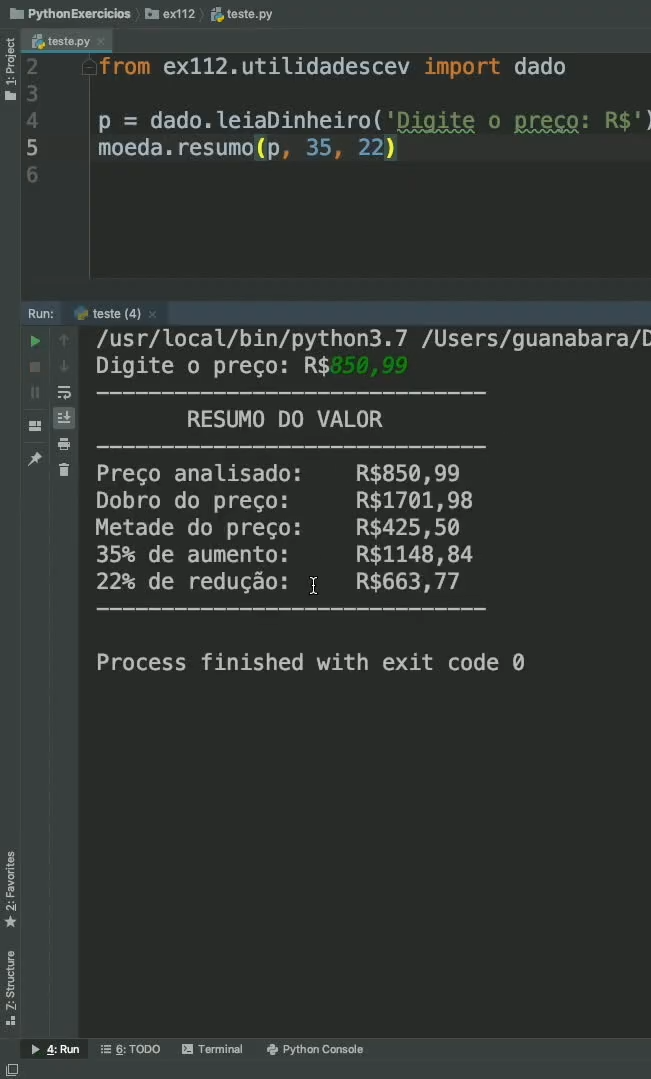 PythonExercicios ex112 teste.py
1: Project
teste.py
2 from ex112.utilidadescev import dado
3
4 p = dado.leiaDinheiro('Digite o preço: R$')
5 moeda.resumo(p, 35, 22)
6
Run: teste (4)
/usr/local/bin/python3.7 /Users/guanabara/D
Digite o preço: R$850,99
------------------------------
RESUMO DO VALOR
------------------------------
Preço analisado: R$850,99
Dobro do preço: R$1701,98
Metade do preço: R$425,50
35% de aumento: R$1148,84
22% de redução: R$663,77
------------------------------
Process finished with exit code 0
2: Favorites
Z: Structure
4: Run 6: TODO Terminal Python Console